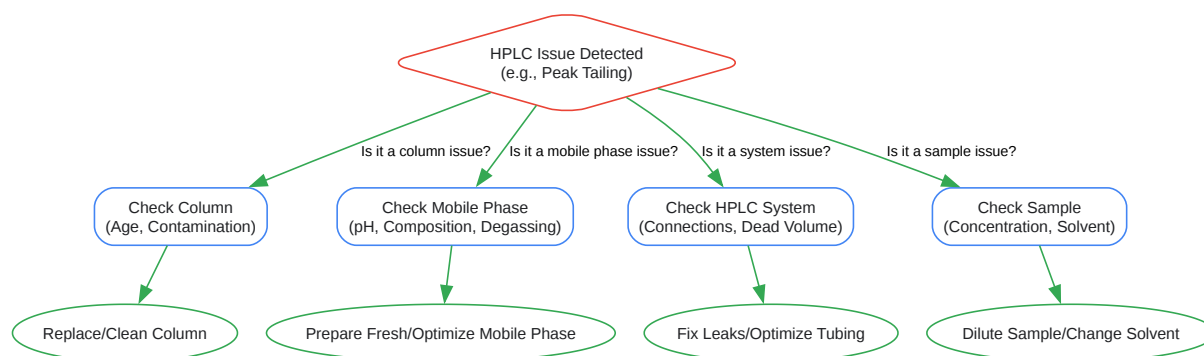 HPLC Issue Detected
(e.g., Peak Tailing)
Is it a column issue?
Is it a mobile phase issue?
Is it a system issue?
Is it a sample issue?
Check Column
(Age, Contamination)
Check Mobile Phase
(pH, Composition, Degassing)
Check HPLC System
(Connections, Dead Volume)
Check Sample
(Concentration, Solvent)
Replace/Clean Column
Prepare Fresh/Optimize Mobile Phase
Fix Leaks/Optimize Tubing
Dilute Sample/Change Solvent